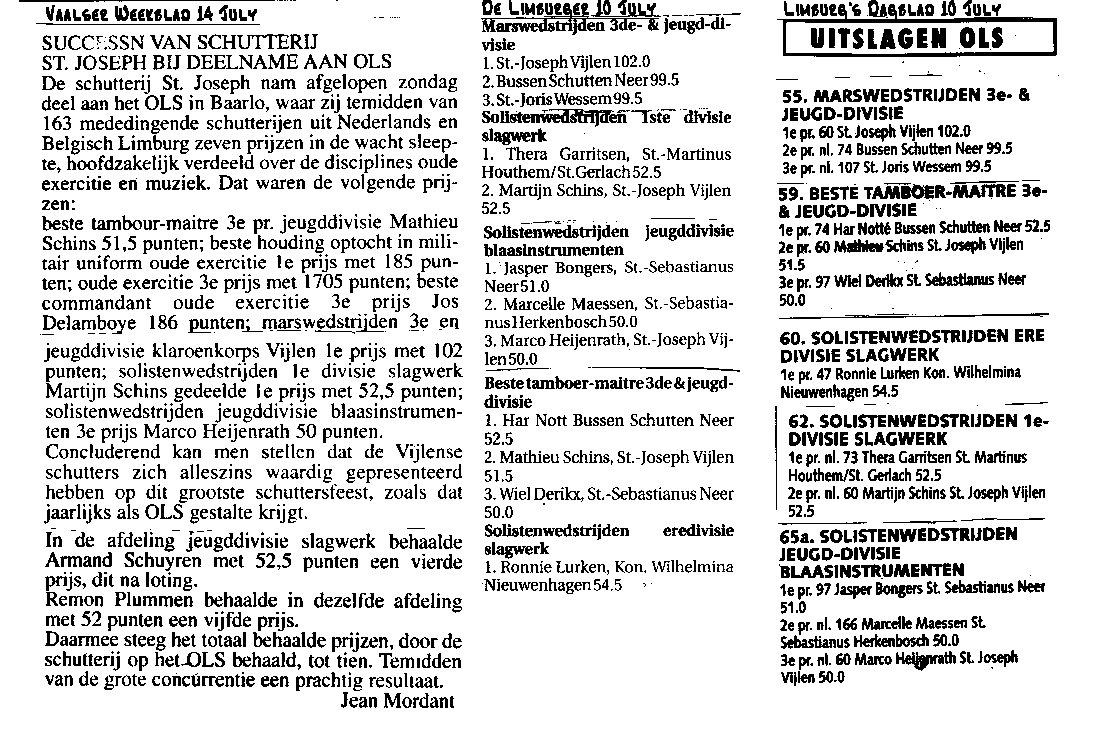 VAALSER WEEKBLAD 14 JULY
SUCCESSN VAN SCHUTTERIJ
ST. JOSEPH BIJ DEELNAME AAN OLS
De schutterij St. Joseph nam afgelopen zondag
deel aan het OLS in Baarlo, waar zij temidden van
163 mededingende schutterijen uit Nederlands en
Belgisch Limburg zeven prijzen in de wacht sleep-
te, hoofdzakelijk verdeeld over de disciplines oude
exercitie en muziek. Dat waren de volgende prij-
zen:
beste tambour-maitre 3e pr. jeugddivisie Mathieu
Schins 51,5 punten; beste houding optocht in mili-
tair uniform oude exercitie 1e prijs met 185 pun-
ten; oude exercitie 3e prijs met 1705 punten; beste
commandant oude exercitie 3e prijs Jos
Delamboye 186 punten; marswedstrijden 3e en
jeugddivisie klaroenkorps Vijlen 1e prijs met 102
punten; solistenwedstrijden 1e divisie slagwerk
Martijn Schins gedeelde 1e prijs met 52,5 punten;
solistenwedstrijden jeugddivisie blaasinstrumen-
ten 3e prijs Marco Heijenrath 50 punten.
Concluderend kan men stellen dat de Vijlense
schutters zich alleszins waardig gepresenteerd
hebben op dit grootste schuttersfeest, zoals dat
jaarlijks als OLS gestalte krijgt.
In de afdeling jeugddivisie slagwerk behaalde
Armand Schuyren met 52,5 punten een vierde
prijs, dit na loting.
Remon Plummen behaalde in dezelfde afdeling
met 52 punten een vijfde prijs.
Daarmee steeg het totaal behaalde prijzen, door de
schutterij op het OLS behaald, tot tien. Temidden
van de grote concurrentie een prachtig resultaat.
Jean Mordant
DE LIMBURGER 10 JULY
Marswedstrijden 3de- & jeugd-di-
visie
1. St.-Joseph Vijlen 102.0
2. Bussen Schutten Neer 99.5
3. St.-Joris Wessem 99.5
Solistenwedstrijden 1ste divisie
slagwerk
1. Thera Garritsen, St.-Martinus
Houthem/St.Gerlach 52.5
2. Martijn Schins, St.-Joseph Vijlen
52.5
Solistenwedstrijden jeugddivisie
blaasinstrumenten
1. Jasper Bongers, St.-Sebastianus
Neer 51.0
2. Marcelle Maessen, St.-Sebastia-
nus Herkenbosch 50.0
3. Marco Heijenrath, St.-Joseph Vij-
len 50.0
Beste tamboer-maitre 3de & jeugd-
divisie
1. Har Nott Bussen Schutten Neer
52.5
2. Mathieu Schins, St.-Joseph Vijlen
51.5
3. Wiel Derikx, St.-Sebastianus Neer
50.0
Solistenwedstrijden eredivisie
slagwerk
1. Ronnie Lurken, Kon. Wilhelmina
Nieuwenhagen 54.5
LIMBURG'S DAGBLAD 10 JULY
UITSLAGEN OLS
55. MARSWEDSTRIJDEN 3e- &
JEUGD-DIVISIE
1e pr. 60 St. Joseph Vijlen 102.0
2e pr. nl. 74 Bussen Schutten Neer 99.5
3e pr. nl. 107 St. Joris Wessem 99.5
59. BESTE TAMBOER-MAITRE 3e-
& JEUGD-DIVISIE
1e pr. 74 Har Notté Bussen Schutten Neer 52.5
2e pr. 60 Mathieu Schins St. Joseph Vijlen
51.5
3e pr. 97 Wiel Derikx St. Sebastianus Neer
50.0
60. SOLISTENWEDSTRIJDEN ERE
DIVISIE SLAGWERK
1e pr. 47 Ronnie Lurken Kon. Wilhelmina
Nieuwenhagen 54.5
62. SOLISTENWEDSTRIJDEN 1e-
DIVISIE SLAGWERK
1e pr. nl. 73 Thera Garritsen St. Martinus
Houthem/St. Gerlach 52.5
2e pr. nl. 60 Martijn Schins St. Joseph Vijlen
52.5
65a. SOLISTENWEDSTRIJDEN
JEUGD-DIVISIE
BLAASINSTRUMENTEN
1e pr. 97 Jasper Bongers St. Sebastianus Neer
51.0
2e pr. nl. 166 Marcelle Maessen St.
Sebastianus Herkenbosch 50.0
3e pr. nl. 60 Marco Heijenrath St. Joseph
Vijlen 50.0